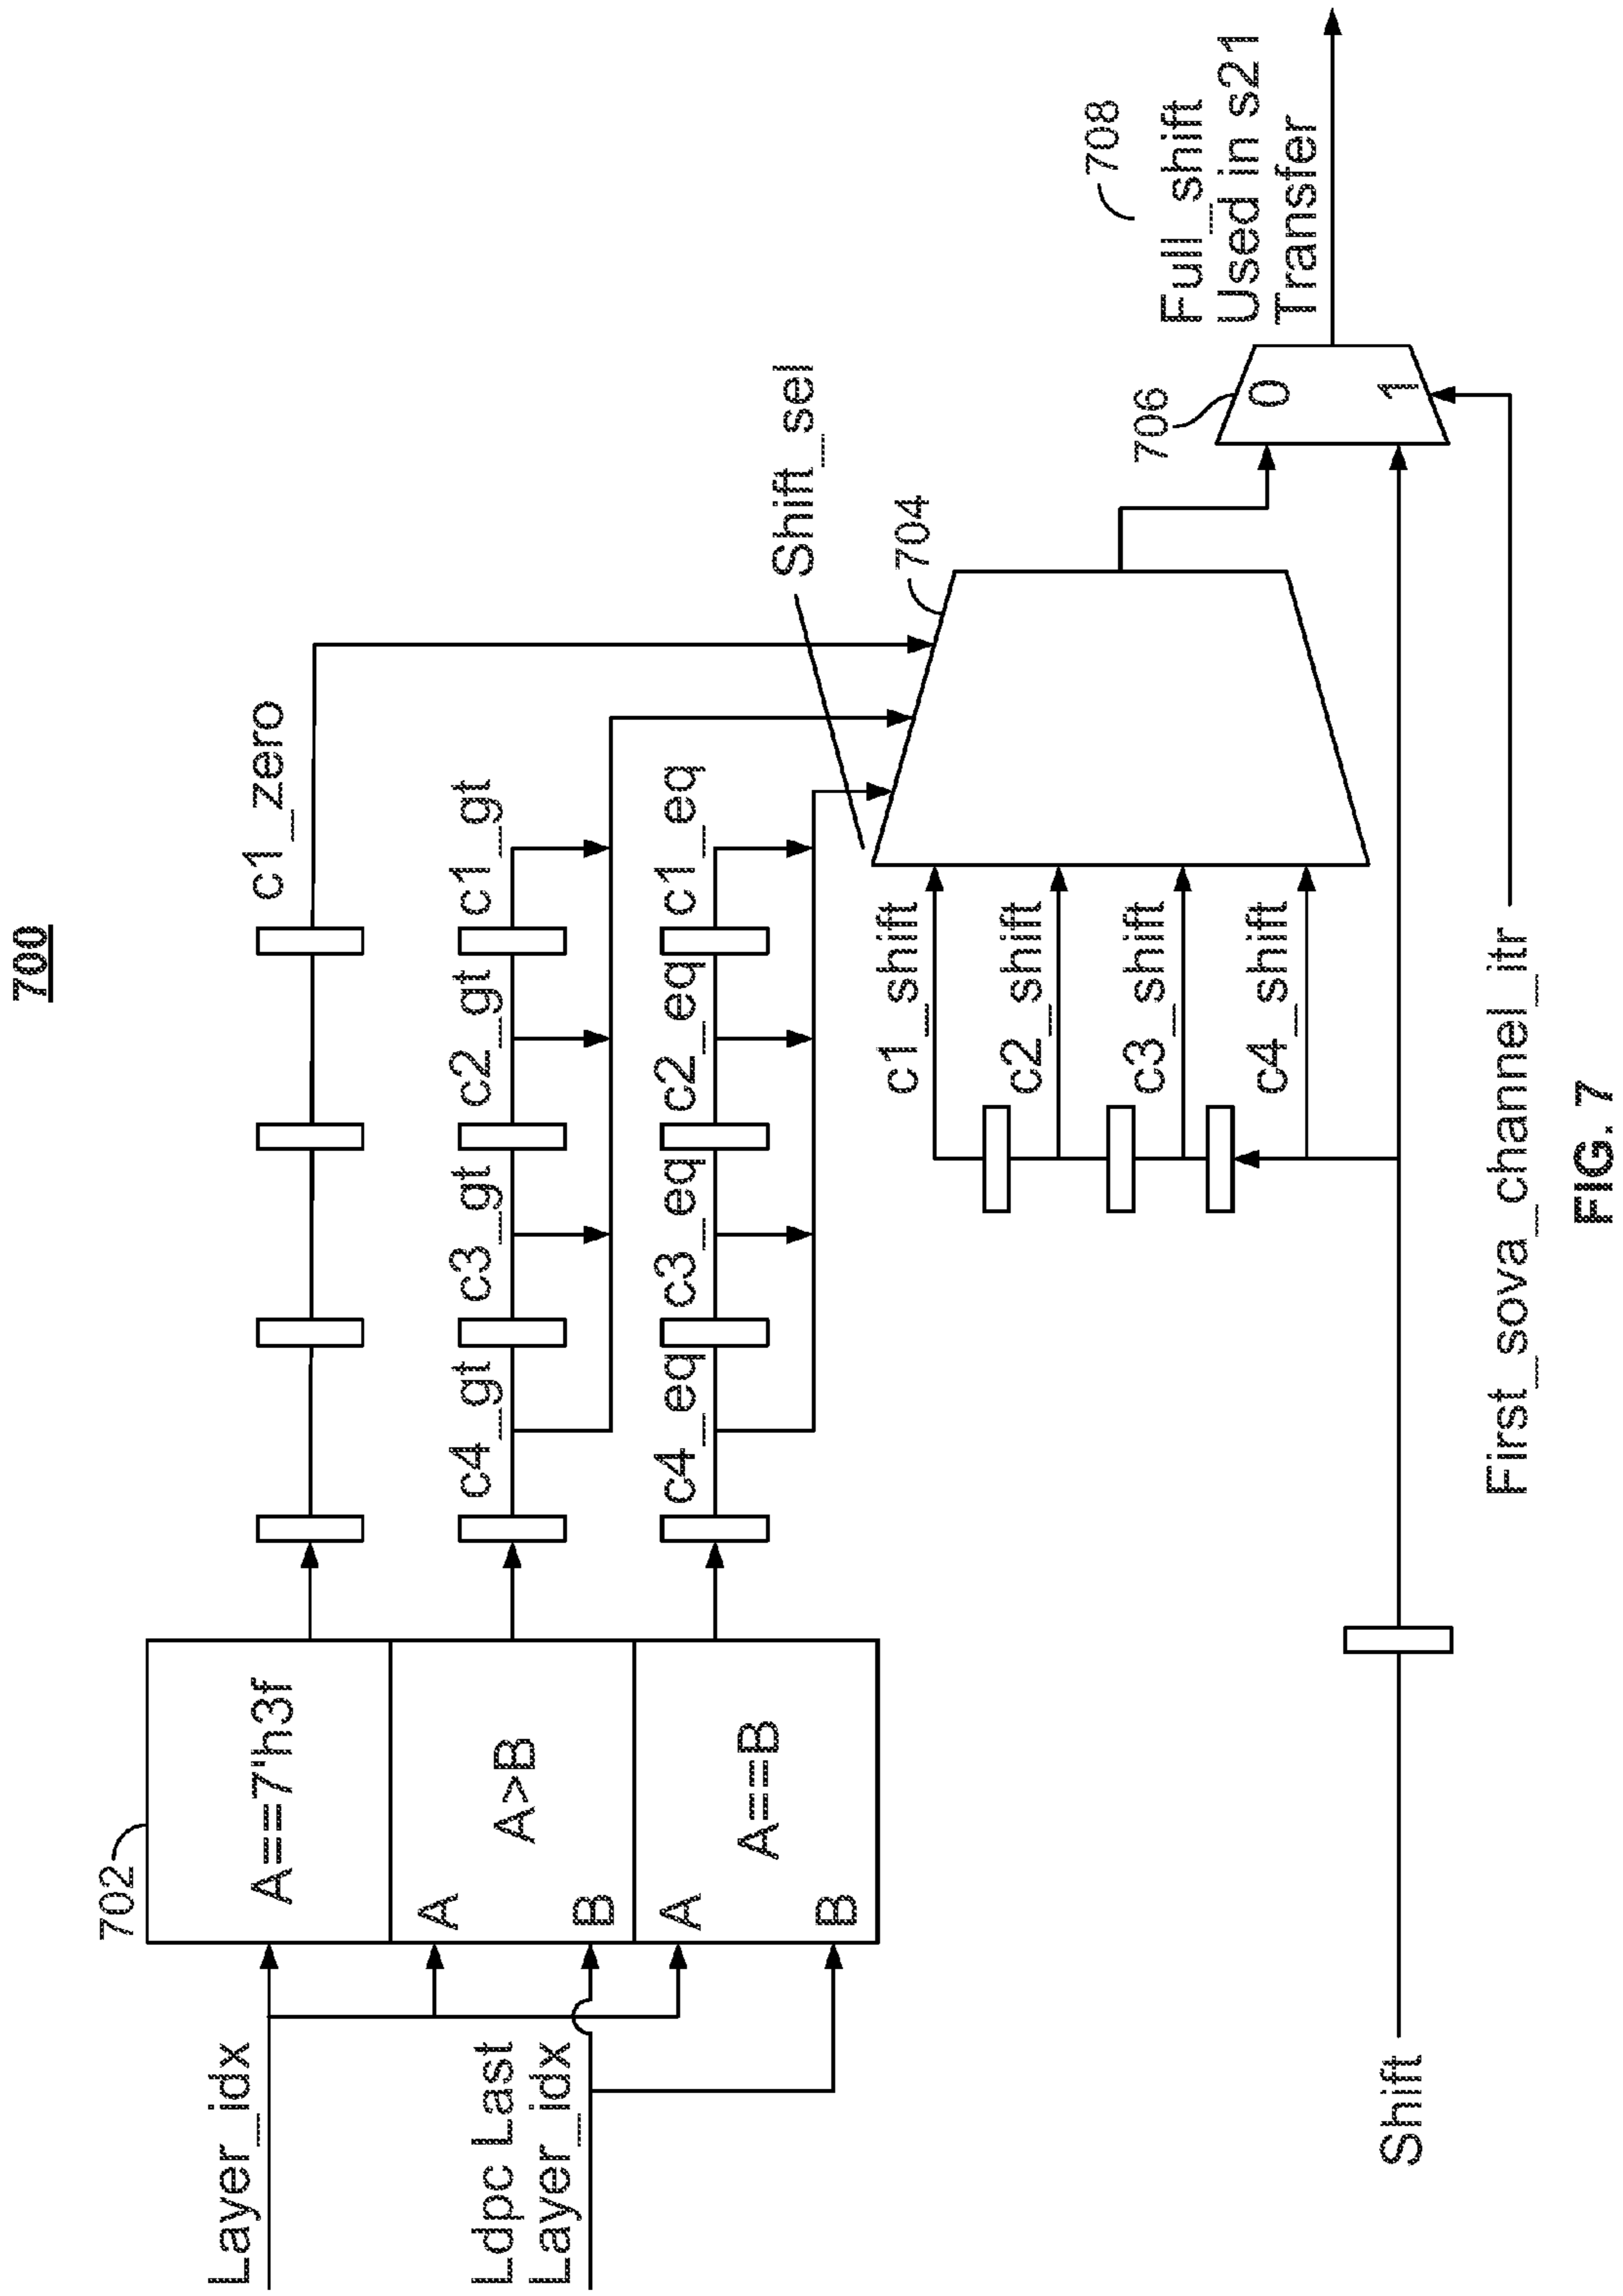 700
Layer_idx
Ldpc Last
Layer_idx
702
A==7'h3f
A
A>B
B
A
A==B
B
c1_zero
c4_gt
c3_gt
c2_gt
c1_gt
c4_eq
c3_eq
c2_eq
c1_eq
Shift_sel
704
c1_shift
c2_shift
c3_shift
c4_shift
706
0
1
708
Full_shift
Used in s21
Transfer
Shift
First_sova_channel_itr
FIG. 7